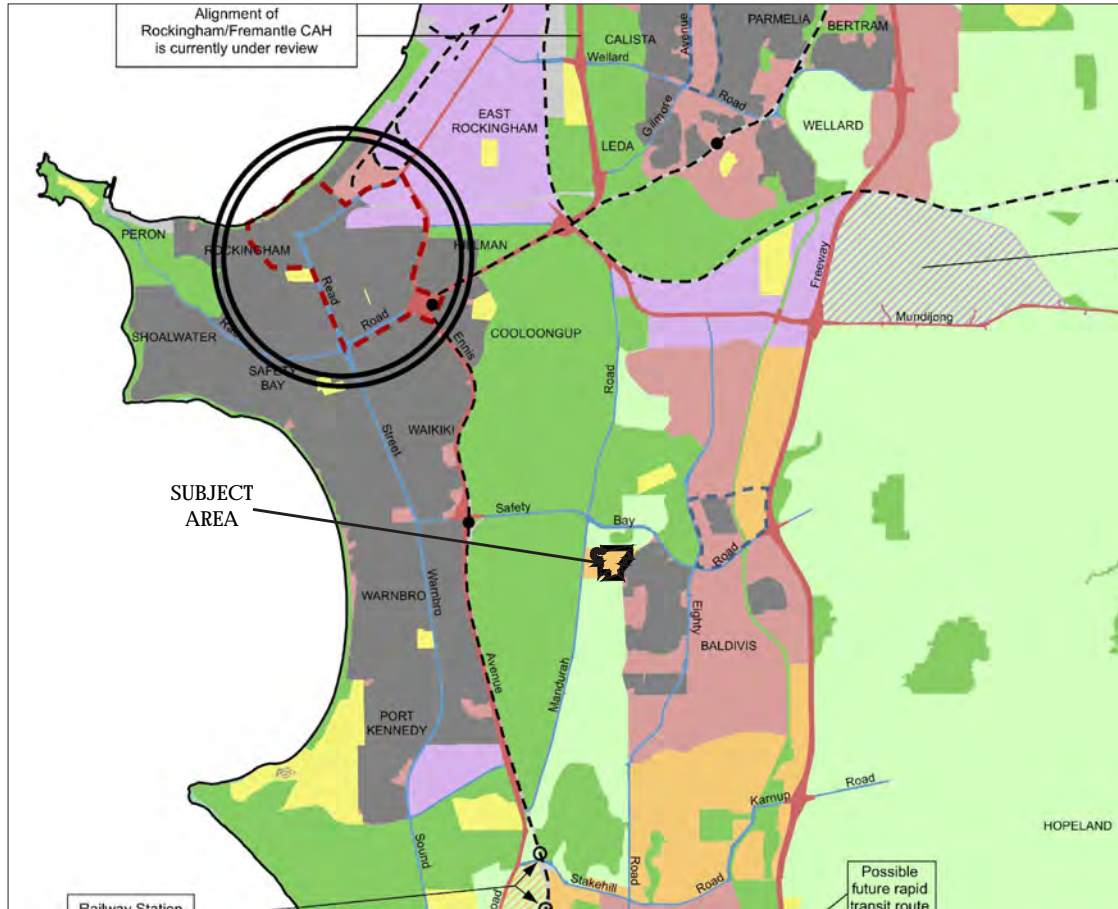 Alignment of
Rockingham/Fremantle CAH
is currently under review
CALISTA
PARMELIA
BERTRAM
Wellard
Avenue
Road
Gilmore
EAST
ROCKINGHAM
WELLARD
LEDA
PERON
ROCKINGHAM
HILLMAN
Read
Road
Freeway
Mundijong
SHOALWATER
Ennis
COOLOONGUP
SAFETY
BAY
Road
Street
WAIKIKI
SUBJECT
AREA
Safety
Bay
Road
WARNBRO
Warnbro
Eighty
BALDIVIS
Avenue
Mandurah
PORT
KENNEDY
Karnup
Road
HOPELAND
Sound
Road
Stakehill
Road
Possible
future rapid
transit route
Railway Station